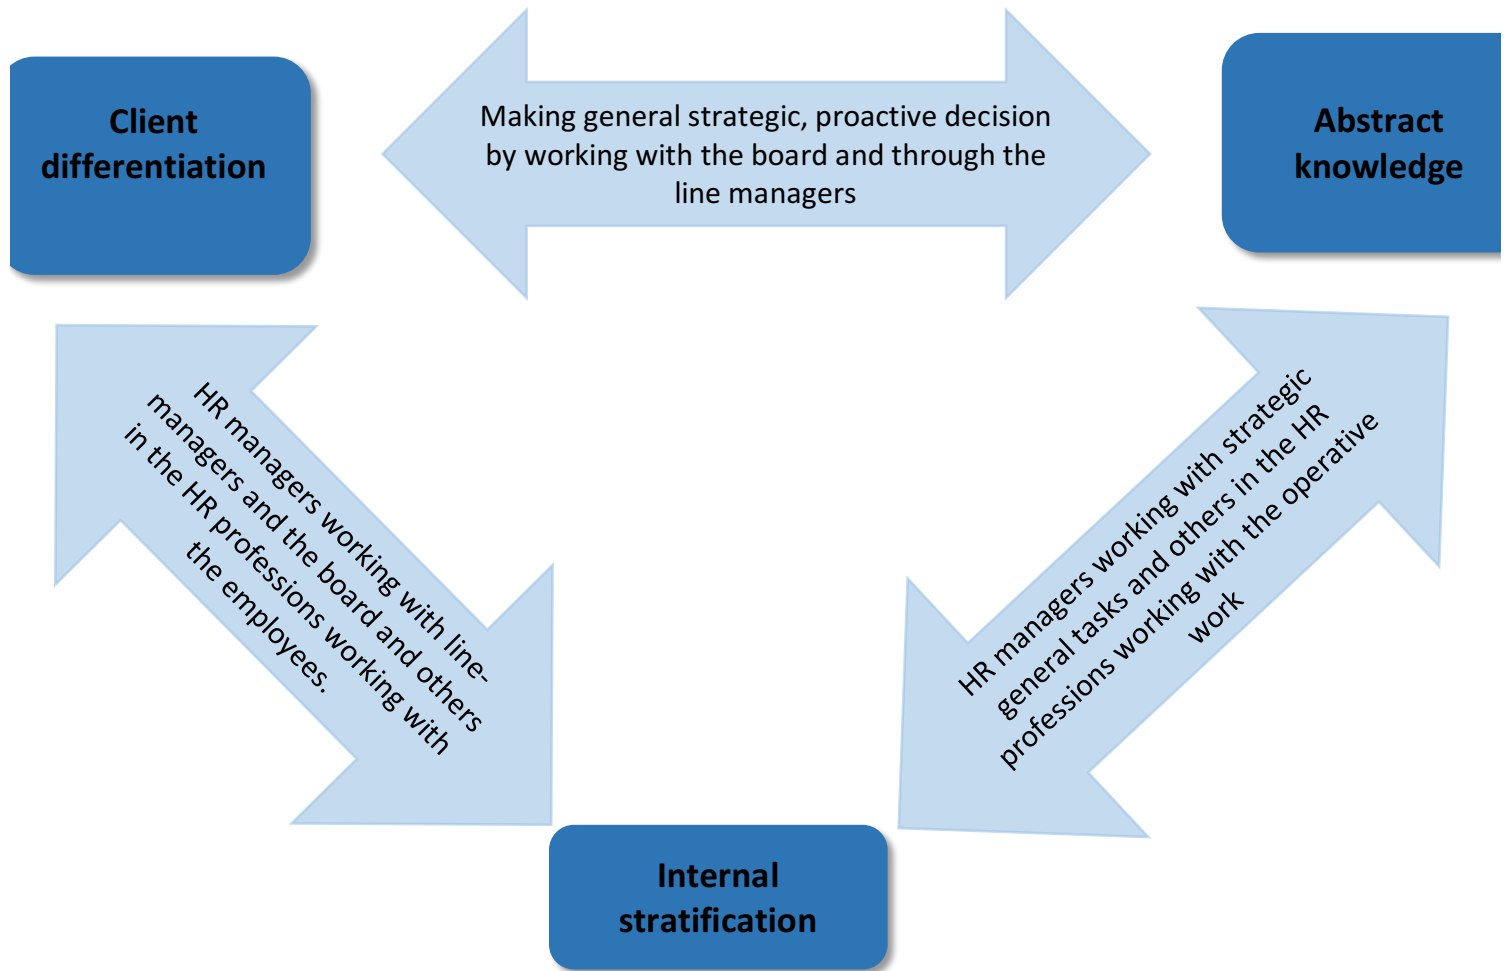 Client
differentiation
Making general strategic, proactive decision
by working with the board and through the
line managers
Abstract
knowledge
HR managers working with line-
managers and the board and others
in the HR professions working with
the employees.
HR managers working with strategic
general tasks and others in the HR
professions working with the operative
work
Internal
stratification